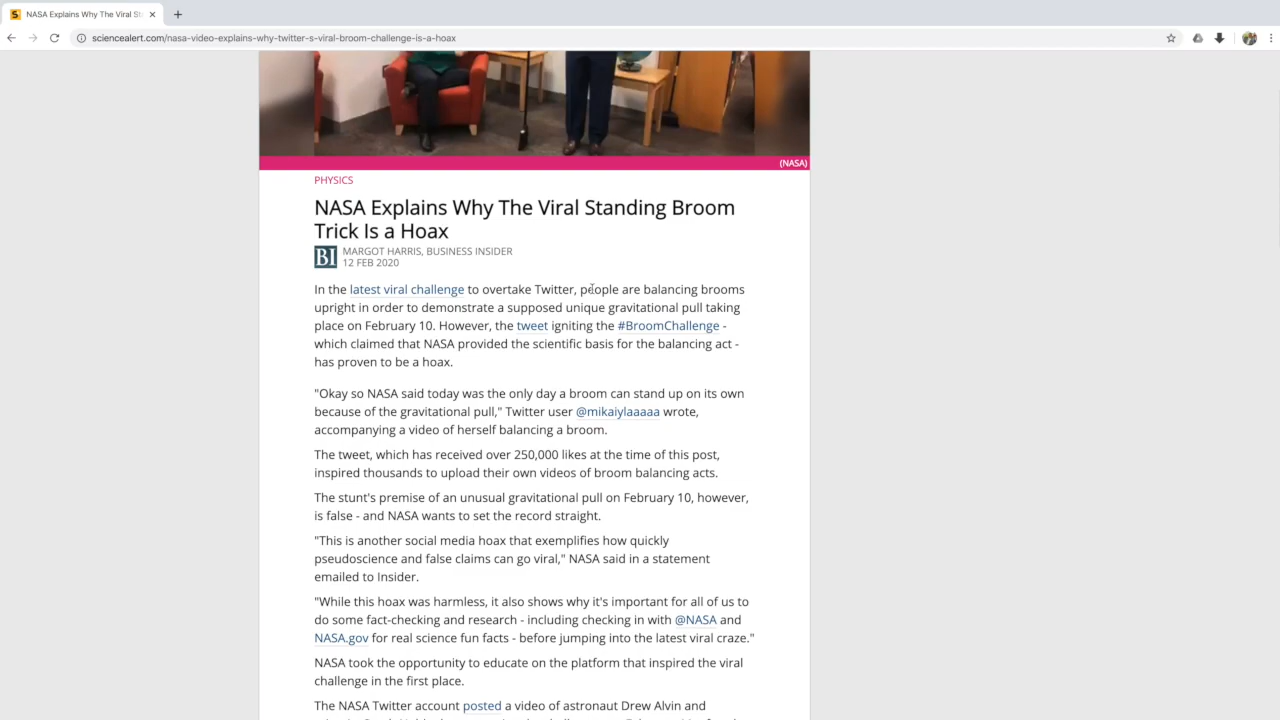 NASA Explains Why The Viral St
sciencealert.com/nasa-video-explains-why-twitter-s-viral-broom-challenge-is-a-hoax
(NASA)
PHYSICS
NASA Explains Why The Viral Standing Broom
Trick Is a Hoax
BI
MARGOT HARRIS, BUSINESS INSIDER
12 FEB 2020
In the latest viral challenge to overtake Twitter, people are balancing brooms
upright in order to demonstrate a supposed unique gravitational pull taking
place on February 10. However, the tweet igniting the #BroomChallenge -
which claimed that NASA provided the scientific basis for the balancing act -
has proven to be a hoax.
"Okay so NASA said today was the only day a broom can stand up on its own
because of the gravitational pull," Twitter user @mikaiylaaaaa wrote,
accompanying a video of herself balancing a broom.
The tweet, which has received over 250,000 likes at the time of this post,
inspired thousands to upload their own videos of broom balancing acts.
The stunt's premise of an unusual gravitational pull on February 10, however,
is false - and NASA wants to set the record straight.
"This is another social media hoax that exemplifies how quickly
pseudoscience and false claims can go viral," NASA said in a statement
emailed to Insider.
"While this hoax was harmless, it also shows why it's important for all of us to
do some fact-checking and research - including checking in with @NASA and
NASA.gov for real science fun facts - before jumping into the latest viral craze."
NASA took the opportunity to educate on the platform that inspired the viral
challenge in the first place.
The NASA Twitter account posted a video of astronaut Drew Alvin and